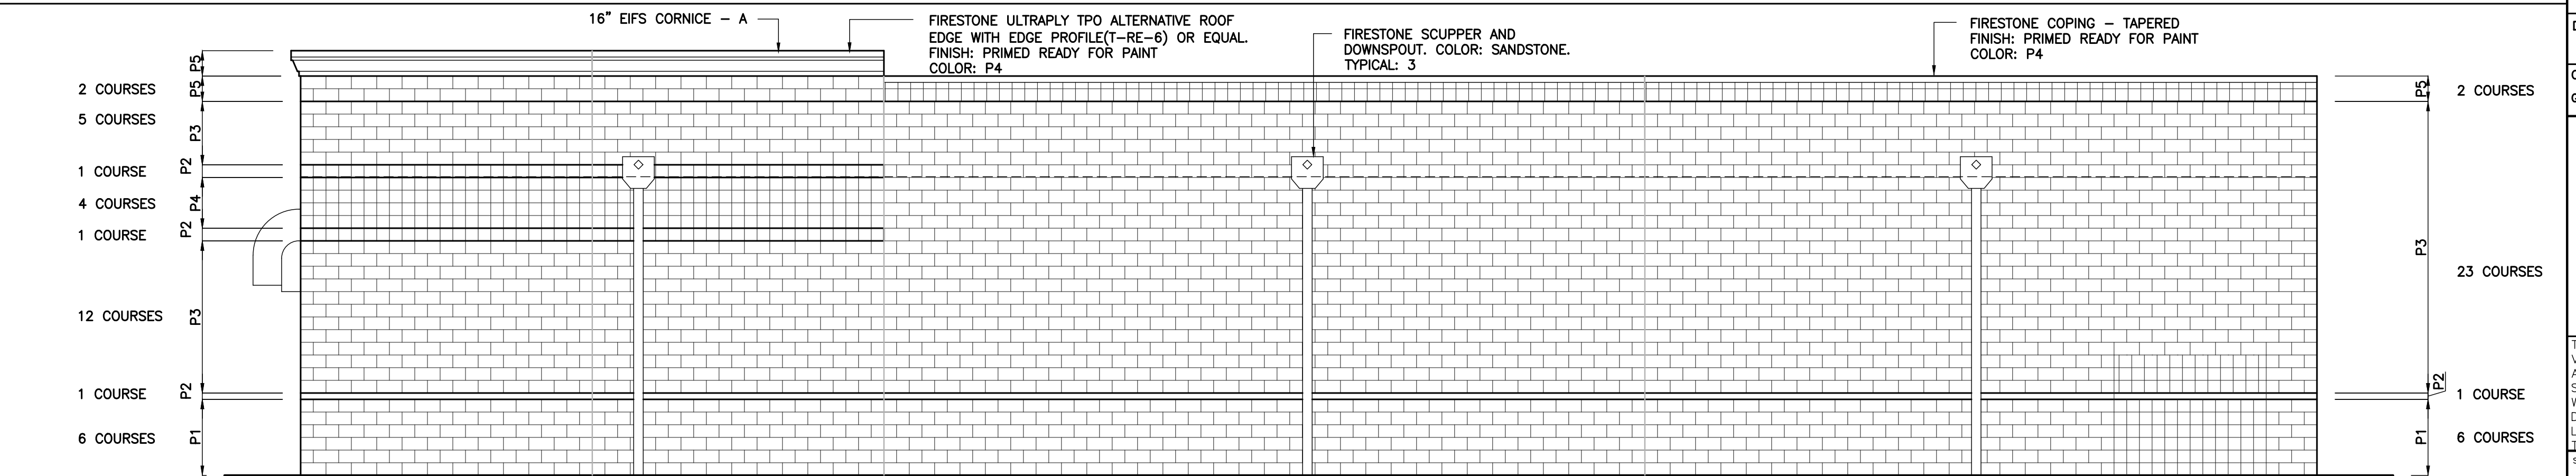 16" EIFS CORNICE – A
FIRESTONE ULTRAPLY TPO ALTERNATIVE ROOF
EDGE WITH EDGE PROFILE(T–RE–6) OR EQUAL.
FINISH: PRIMED READY FOR PAINT
COLOR: P4
FIRESTONE SCUPPER AND
DOWNSPOUT. COLOR: SANDSTONE.
TYPICAL: 3
FIRESTONE COPING – TAPERED
FINISH: PRIMED READY FOR PAINT
COLOR: P4
P5
2 COURSES
P5
5 COURSES
P3
1 COURSE
P2
4 COURSES
P4
1 COURSE
P2
12 COURSES
P3
1 COURSE
P2
6 COURSES
P1
P5
2 COURSES
P3
23 COURSES
P2
1 COURSE
P1
6 COURSES